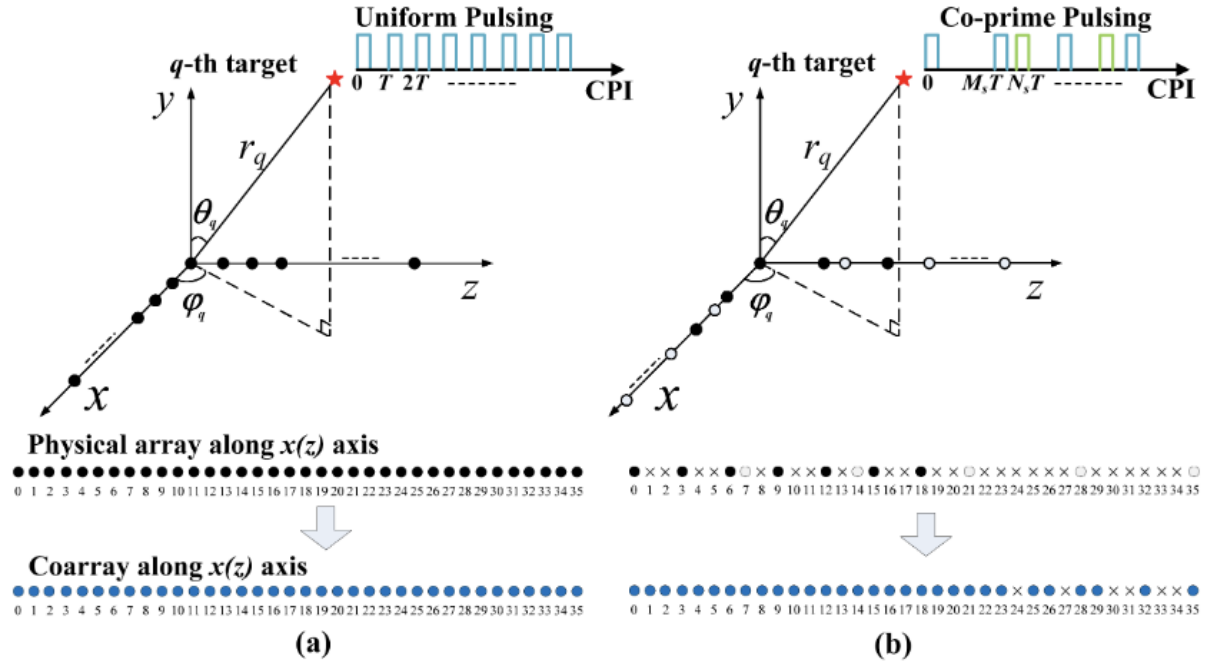 Uniform Pulsing
q-th target
0 T 2T
CPI
y
r_q
θ_q
z
φ_q
x
Co-prime Pulsing
q-th target
0 M_sT N_sT
CPI
y
r_q
θ_q
z
φ_q
x
Physical array along x(z) axis
0 1 2 3 4 5 6 7 8 9 10 11 12 13 14 15 16 17 18 19 20 21 22 23 24 25 26 27 28 29 30 31 32 33 34 35
0 1 2 3 4 5 6 7 8 9 10 11 12 13 14 15 16 17 18 19 20 21 22 23 24 25 26 27 28 29 30 31 32 33 34 35
Coarray along x(z) axis
0 1 2 3 4 5 6 7 8 9 10 11 12 13 14 15 16 17 18 19 20 21 22 23 24 25 26 27 28 29 30 31 32 33 34 35
0 1 2 3 4 5 6 7 8 9 10 11 12 13 14 15 16 17 18 19 20 21 22 23 24 25 26 27 28 29 30 31 32 33 34 35
(a)
(b)